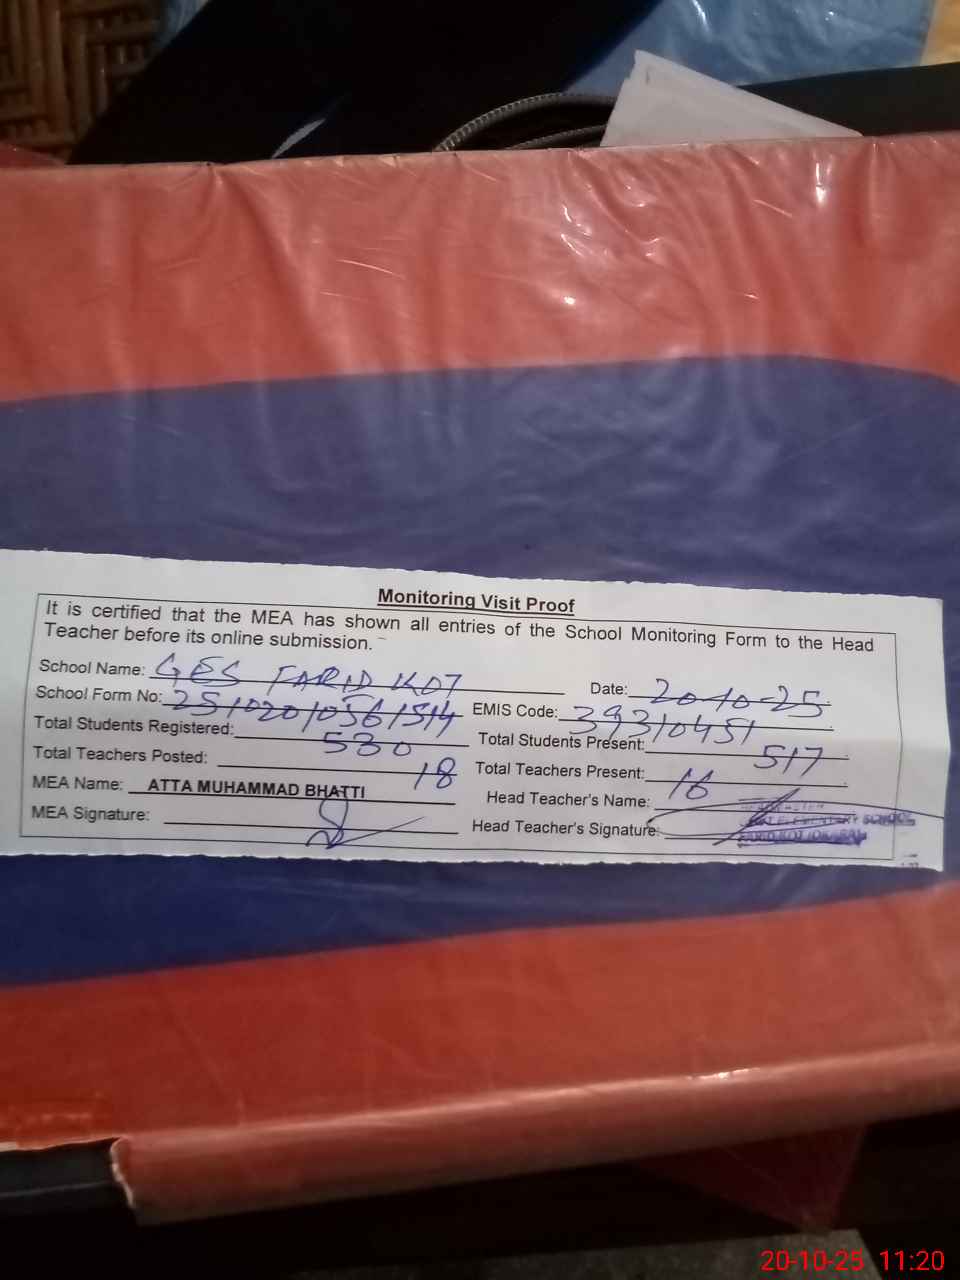 Monitoring Visit Proof
It is certified that the MEA has shown all entries of the School Monitoring Form to the Head
Teacher before its online submission.
School Name: GES FARID KOT Date: 20-10-25
School Form No: 25102010561514 EMIS Code: 39310451
Total Students Registered: 530 Total Students Present: 517
Total Teachers Posted: 18 Total Teachers Present: 16
MEA Name: ATTA MUHAMMAD BHATTI Head Teacher's Name:
ELEMENTARY SCHOOL
MEA Signature: Head Teacher's Signature:
20-10-25 11:20